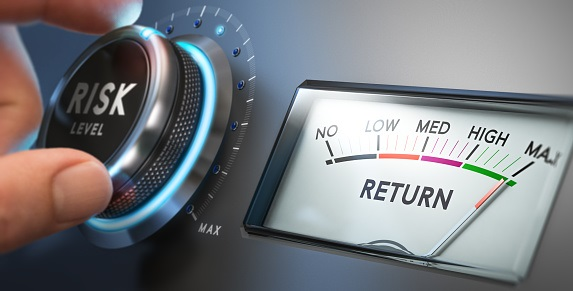 RISK
LEVEL
MAX
NO LOW MED HIGH MAX
RETURN